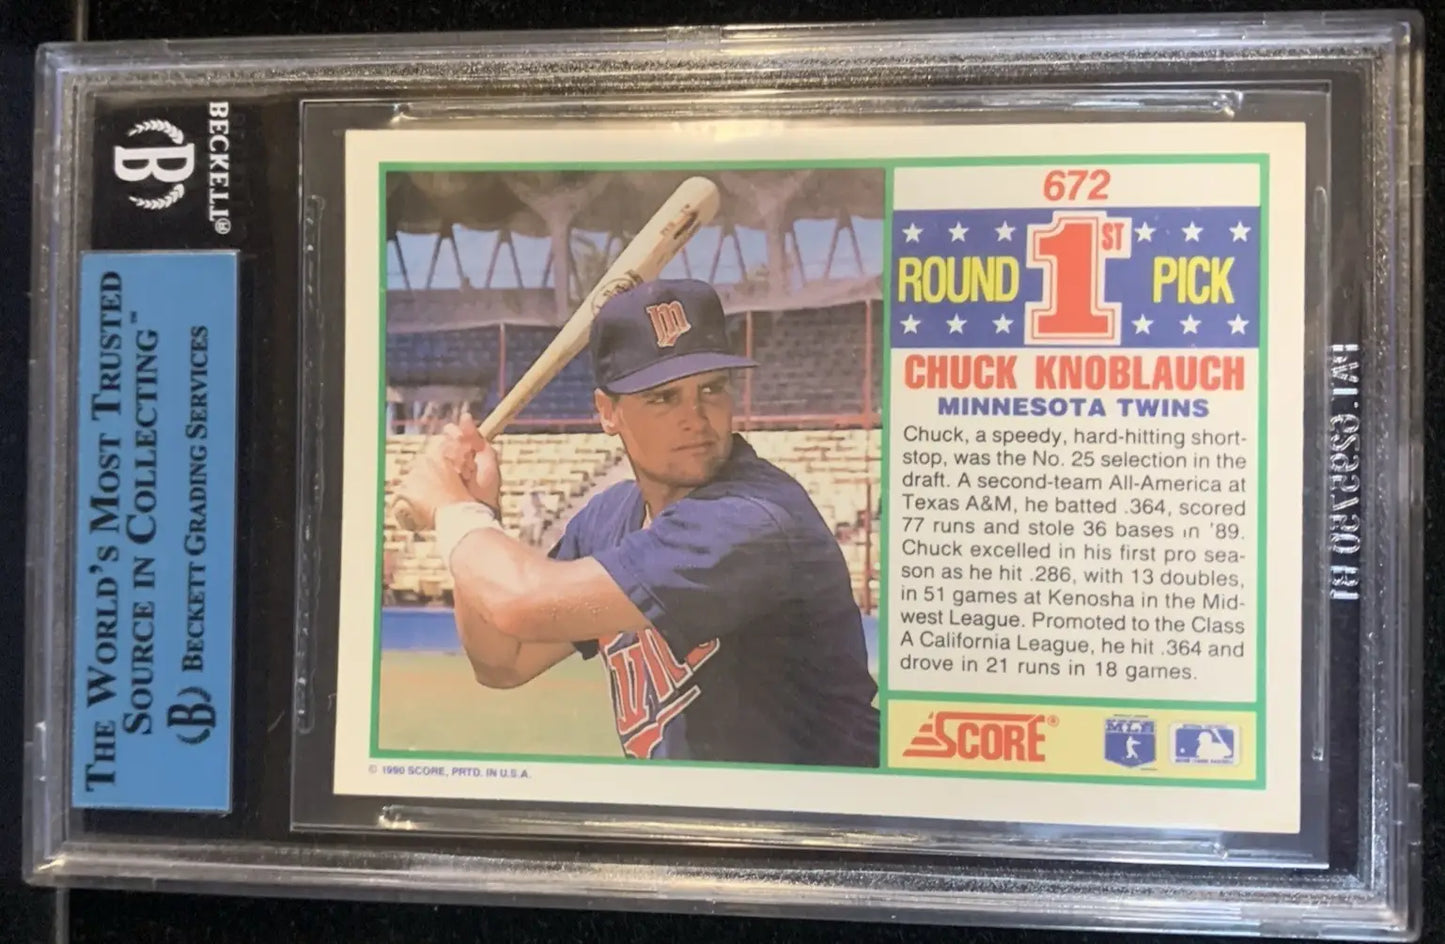 BECKETT®
B
THE WORLD'S MOST TRUSTED
SOURCE IN COLLECTING™
B BECKETT GRADING SERVICES
672
1ST
ROUND PICK
CHUCK KNOBLAUCH
MINNESOTA TWINS
Chuck, a speedy, hard-hitting short-
stop, was the No. 25 selection in the
draft. A second-team All-America at
Texas A&M, he batted .364, scored
77 runs and stole 36 bases in '89.
Chuck excelled in his first pro sea-
son as he hit .286, with 13 doubles,
in 51 games at Kenosha in the Mid-
west League. Promoted to the Class
A California League, he hit .364 and
drove in 21 runs in 18 games.
SCORE®
MLB
© 1990 SCORE, PRTD. IN U.S.A.
m